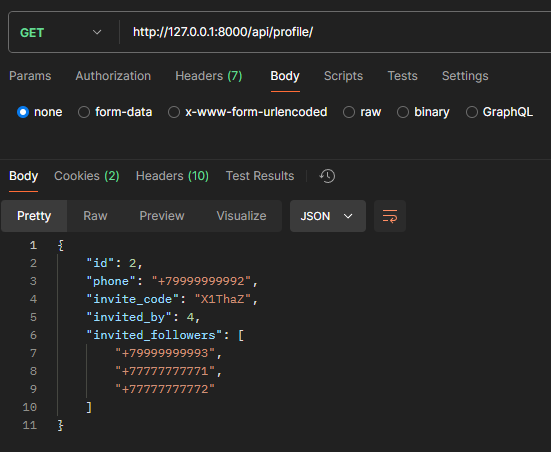 GET http://127.0.0.1:8000/api/profile/
Params Authorization Headers (7) Body Scripts Tests Settings
none form-data x-www-form-urlencoded raw binary GraphQL
Body Cookies (2) Headers (10) Test Results
Pretty Raw Preview Visualize JSON
1 {
2 "id": 2,
3 "phone": "+79999999992",
4 "invite_code": "X1ThaZ",
5 "invited_by": 4,
6 "invited_followers": [
7 "+79999999993",
8 "+77777777771",
9 "+77777777772"
10 ]
11 }